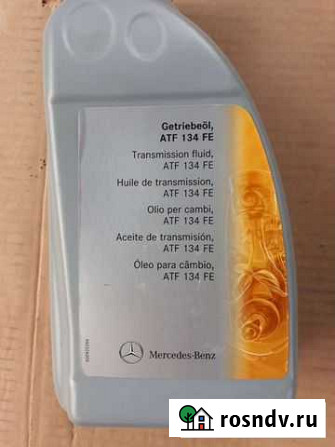 Getriebeöl,
ATF 134 FE
Transmission fluid,
ATF 134 FE
Huile de transmission,
ATF 134 FE
Olio per cambi,
ATF 134 FE
Aceite de transmisión,
ATF 134 FE
Óleo para câmbio,
ATF 134 FE
Mercedes-Benz
rosndv.ru